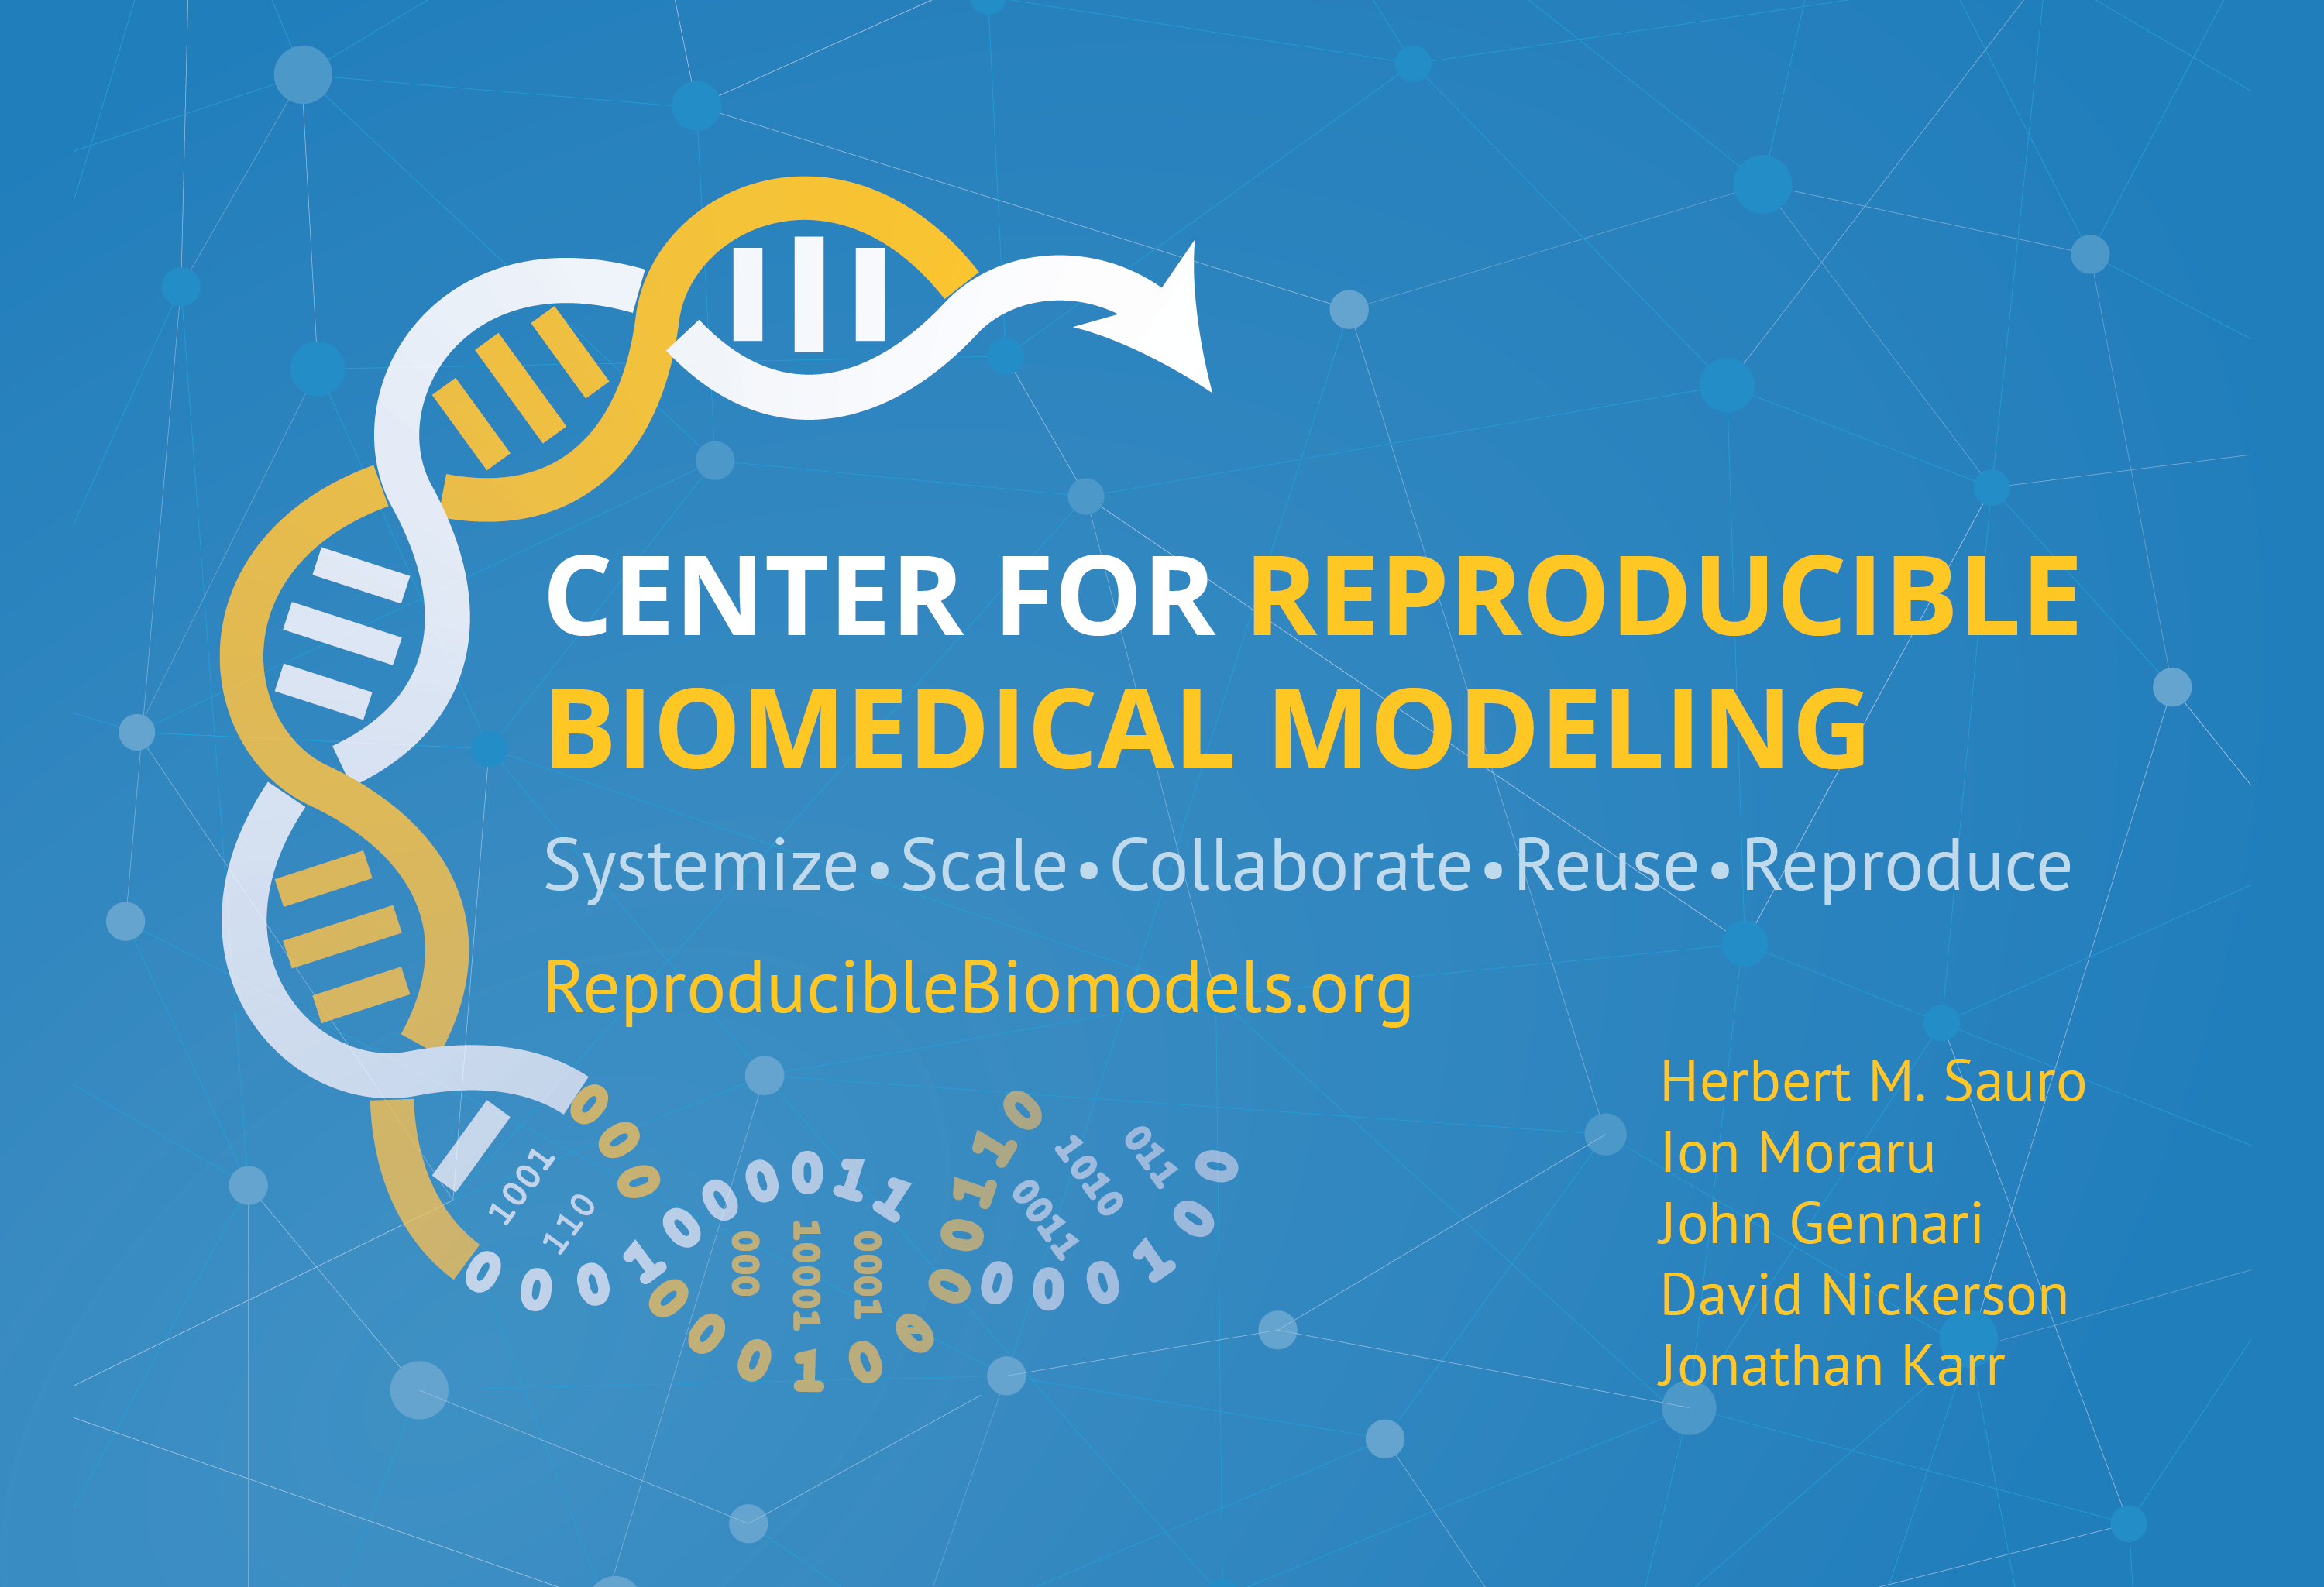 CENTER FOR REPRODUCIBLE
BIOMEDICAL MODELING
Systemize • Scale • Collaborate • Reuse • Reproduce
ReproducibleBiomodels.org
Herbert M. Sauro
Ion Moraru
John Gennari
David Nickerson
Jonathan Karr